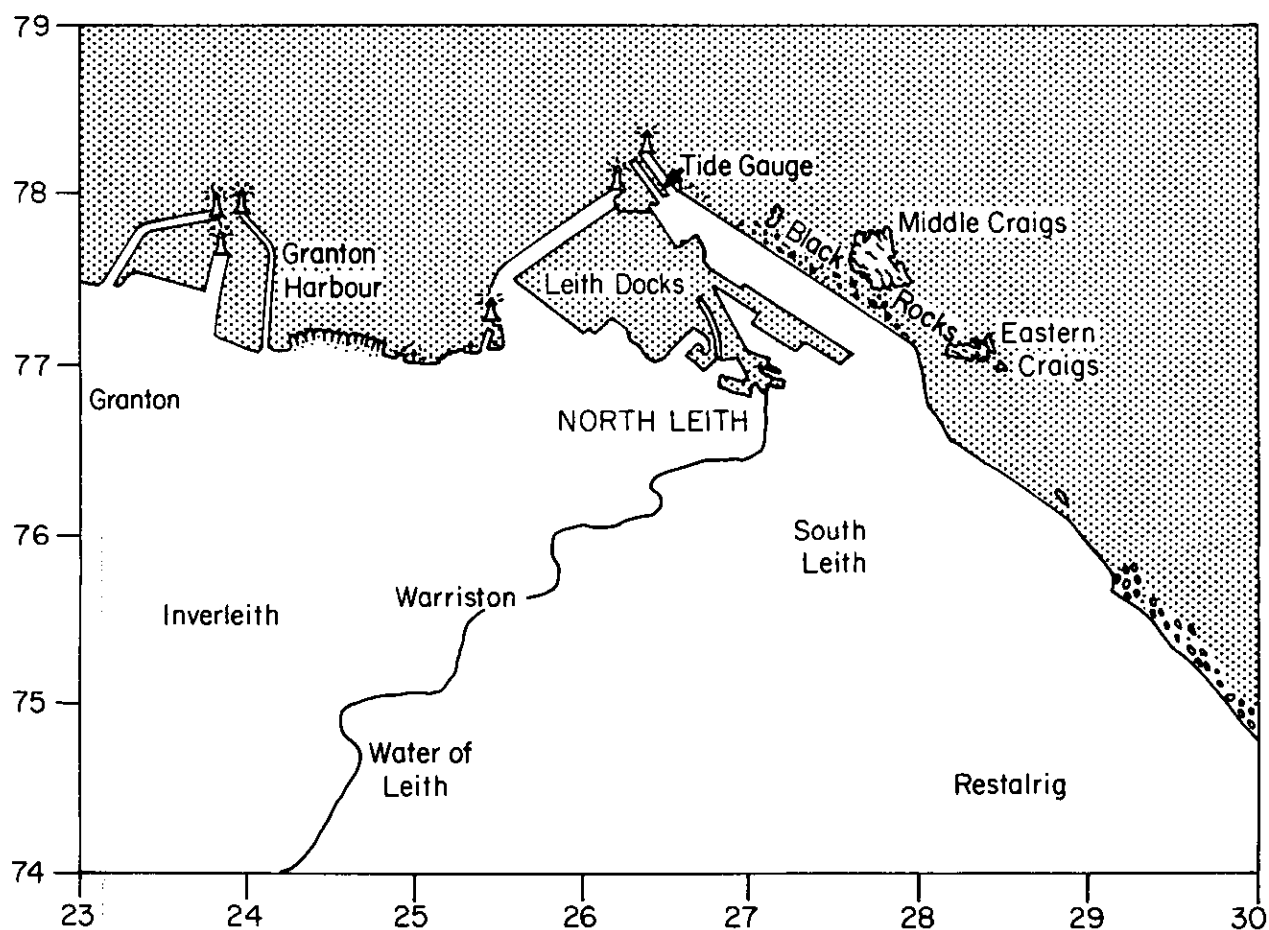 79
78
77
76
75
74
23 24 25 26 27 28 29 30
Tide Gauge
Middle Craigs
Black
Rocks
Granton
Harbour
Leith Docks
Eastern
Craigs
Granton
NORTH LEITH
South
Leith
Warriston
Inverleith
Water of
Leith
Restalrig